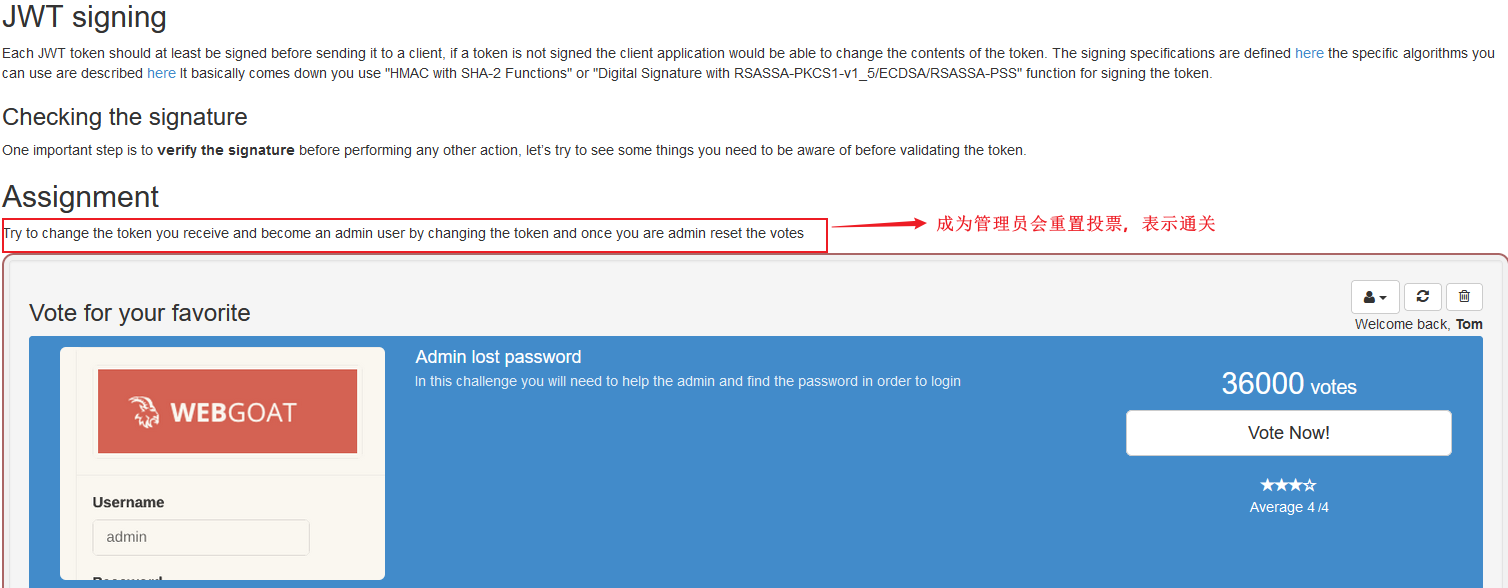 JWT signing
Each JWT token should at least be signed before sending it to a client, if a token is not signed the client application would be able to change the contents of the token. The signing specifications are defined here the specific algorithms you
can use are described here It basically comes down you use "HMAC with SHA-2 Functions" or "Digital Signature with RSASSA-PKCS1-v1_5/ECDSA/RSASSA-PSS" function for signing the token.
Checking the signature
One important step is to verify the signature before performing any other action, let's try to see some things you need to be aware of before validating the token.
Assignment
Try to change the token you receive and become an admin user by changing the token and once you are admin reset the votes
成为管理员会重置投票，表示通关
Vote for your favorite
Welcome back, Tom
WEBGOAT
Username
admin
Password
Admin lost password
In this challenge you will need to help the admin and find the password in order to login
36000 votes
Vote Now!
Average 4 /4